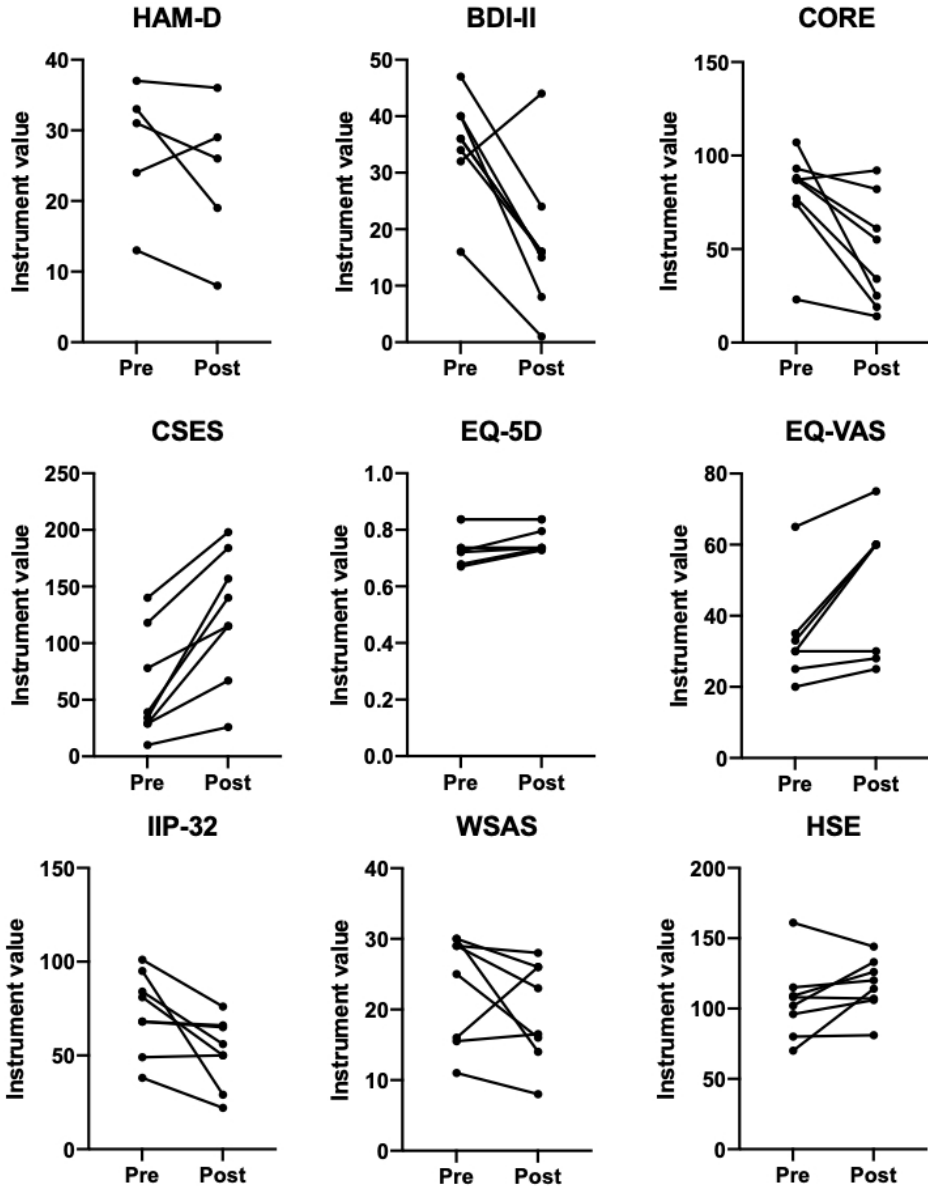 HAM-D
Instrument value
40
30
20
10
0
Pre Post
BDI-II
Instrument value
50
40
30
20
10
0
Pre Post
CORE
Instrument value
150
100
50
0
Pre Post
CSES
Instrument value
250
200
150
100
50
0
Pre Post
EQ-5D
Instrument value
1.0
0.8
0.6
0.4
0.2
0.0
Pre Post
EQ-VAS
Instrument value
80
60
40
20
0
Pre Post
IIP-32
Instrument value
150
100
50
0
Pre Post
WSAS
Instrument value
40
30
20
10
0
Pre Post
HSE
Instrument value
200
150
100
50
0
Pre Post